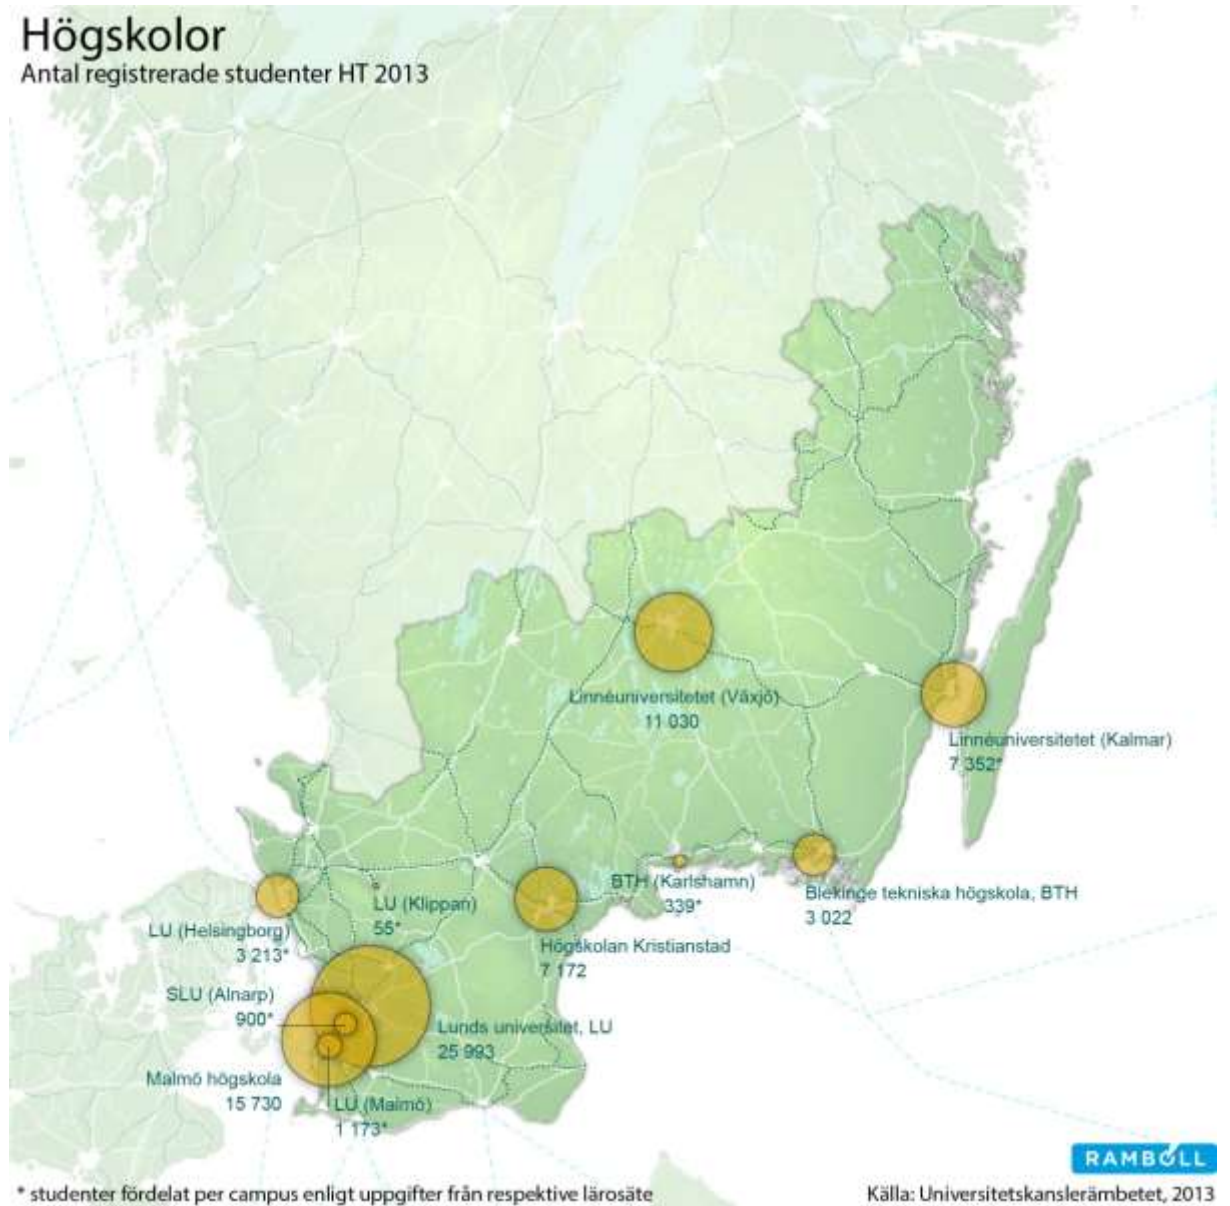 Högskolor
Antal registrerade studenter HT 2013
Linnéuniversitetet (Växjö)
11 030
Linnéuniversitetet (Kalmar)
7 352*
BTH (Karlshamn)
339*
Blekinge tekniska högskola, BTH
3 022
LU (Klippan)
55*
LU (Helsingborg)
3 213*
Högskolan Kristianstad
7 172
SLU (Alnarp)
900*
Lunds universitet, LU
25 993
Malmö högskola
15 730
LU (Malmö)
1 173*
RAMBOLL
* studenter fördelat per campus enligt uppgifter från respektive lärosäte
Källa: Universitetskanslerämbetet, 2013